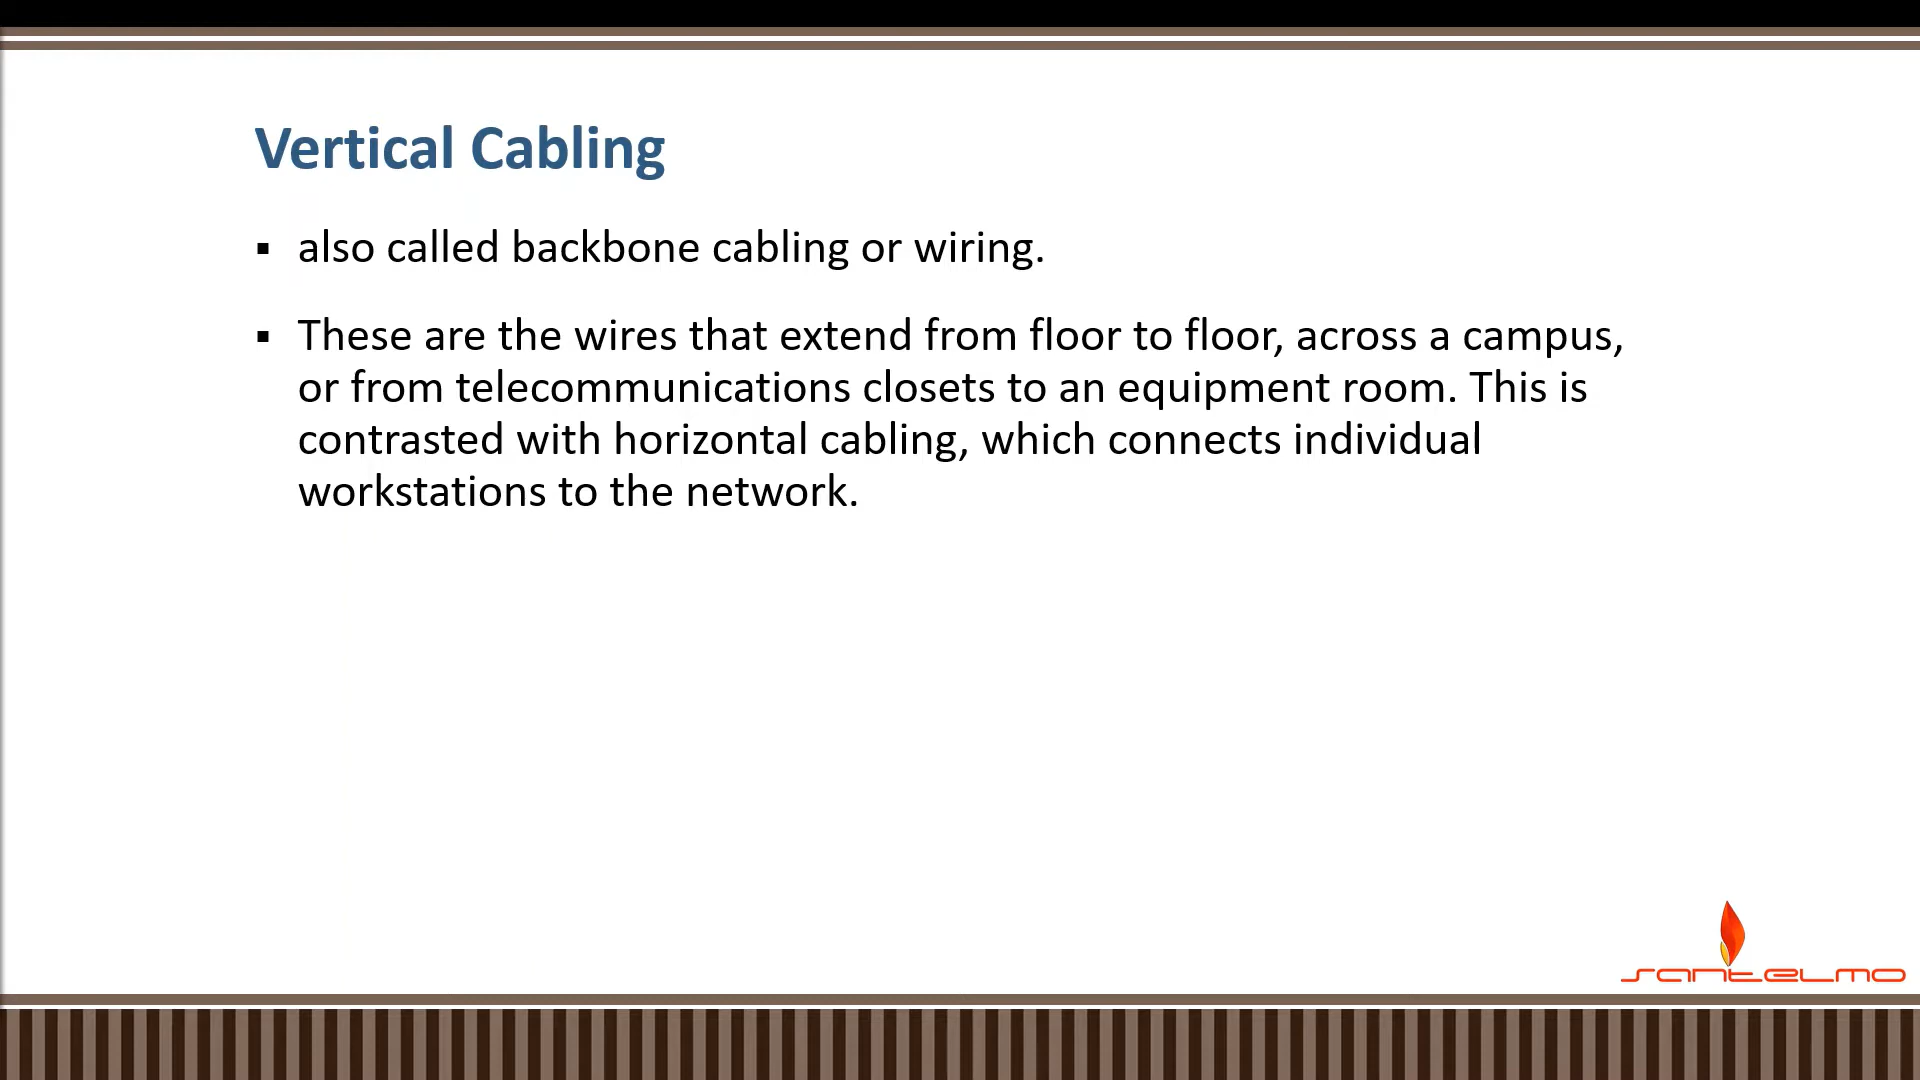 Vertical Cabling
▪ also called backbone cabling or wiring.
▪ These are the wires that extend from floor to floor, across a campus,
or from telecommunications closets to an equipment room. This is
contrasted with horizontal cabling, which connects individual
workstations to the network.
santelmo